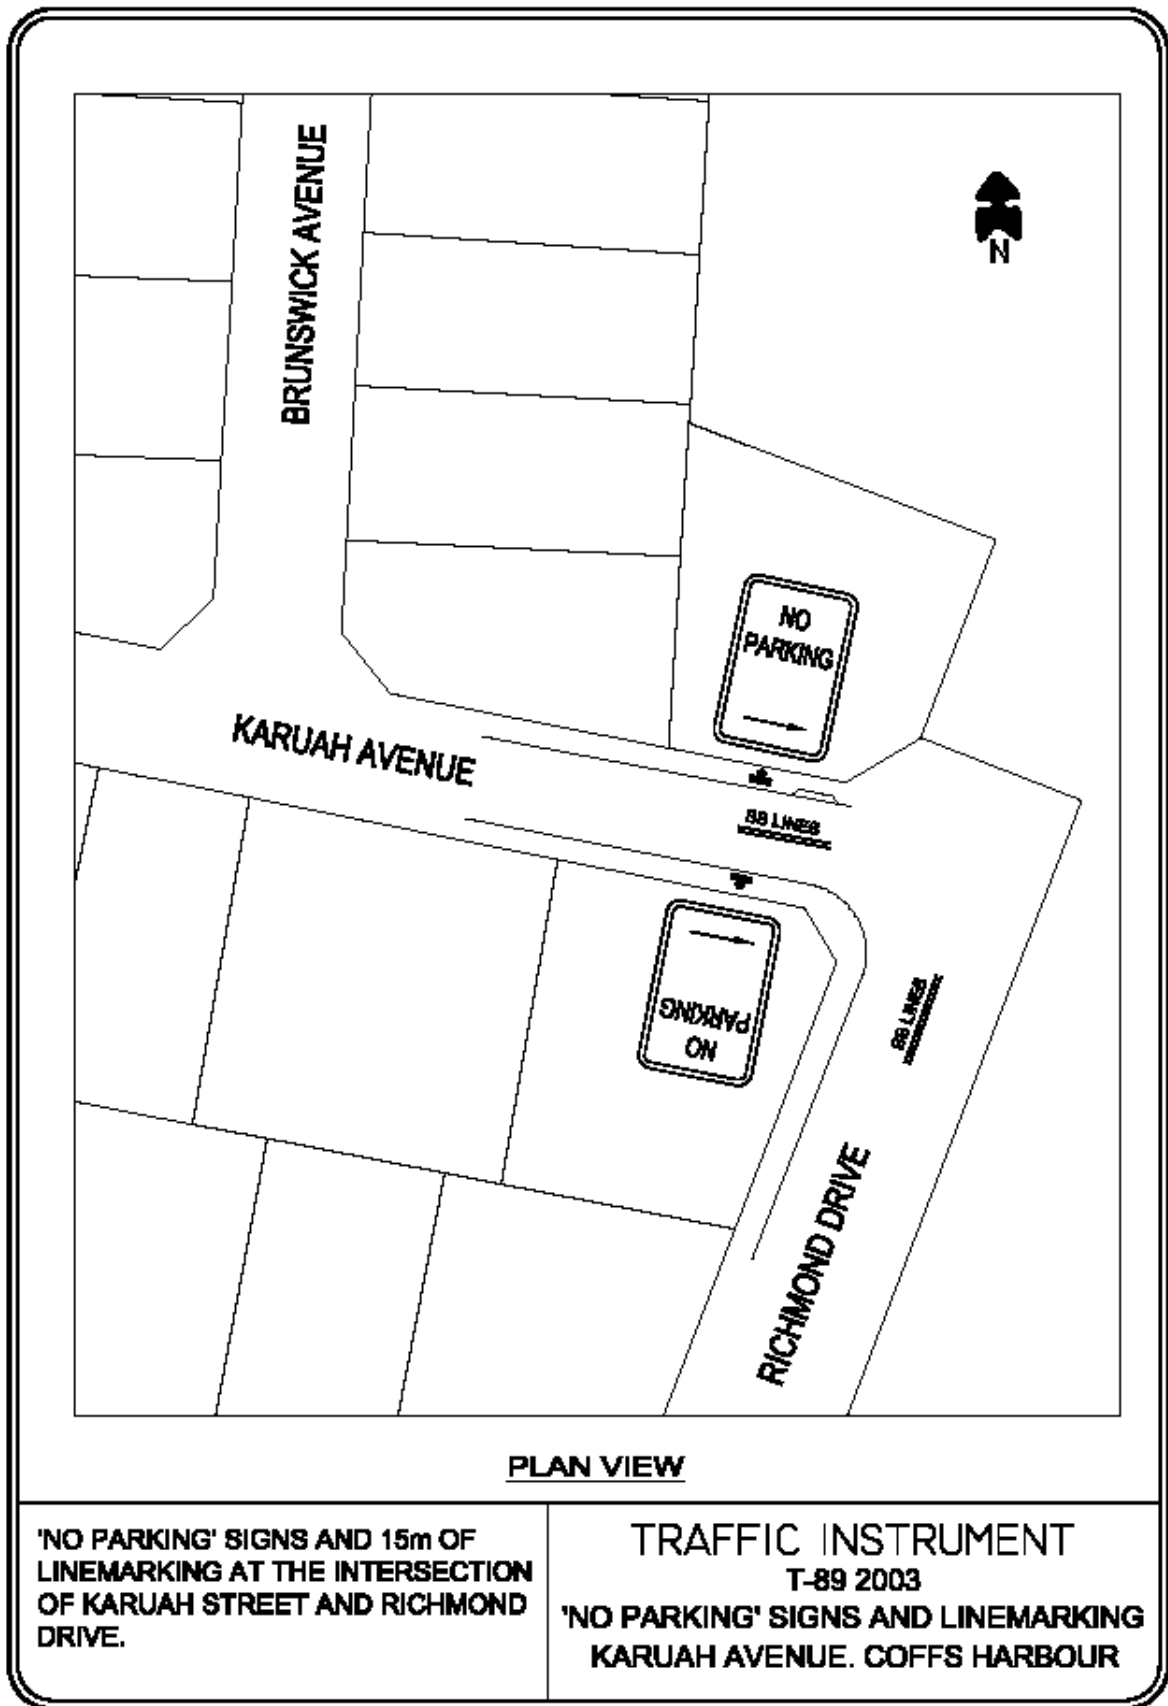 BRUNSWICK AVENUE
N
NO
PARKING
KARUAH AVENUE
BB LINES
NO
PARKING
BB LINES
RICHMOND DRIVE
PLAN VIEW
'NO PARKING' SIGNS AND 15m OF
LINEMARKING AT THE INTERSECTION
OF KARUAH STREET AND RICHMOND
DRIVE.
TRAFFIC INSTRUMENT
T-89 2003
'NO PARKING' SIGNS AND LINEMARKING
KARUAH AVENUE. COFFS HARBOUR